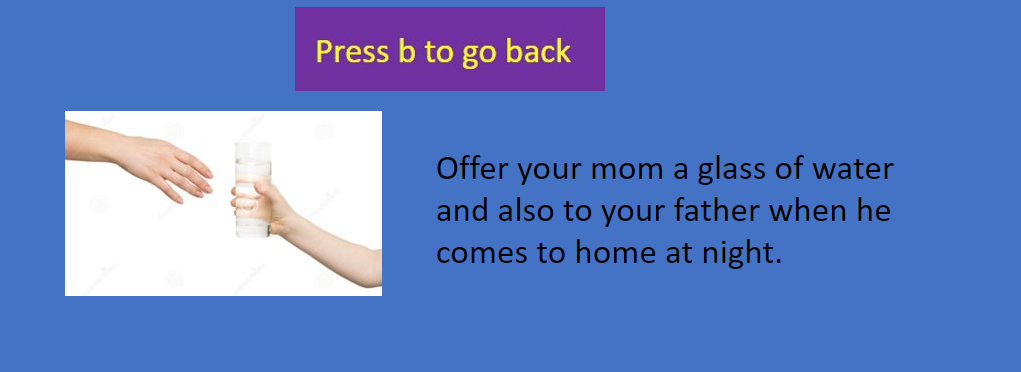 Press b to go back
Offer your mom a glass of water
and also to your father when he
comes to home at night.